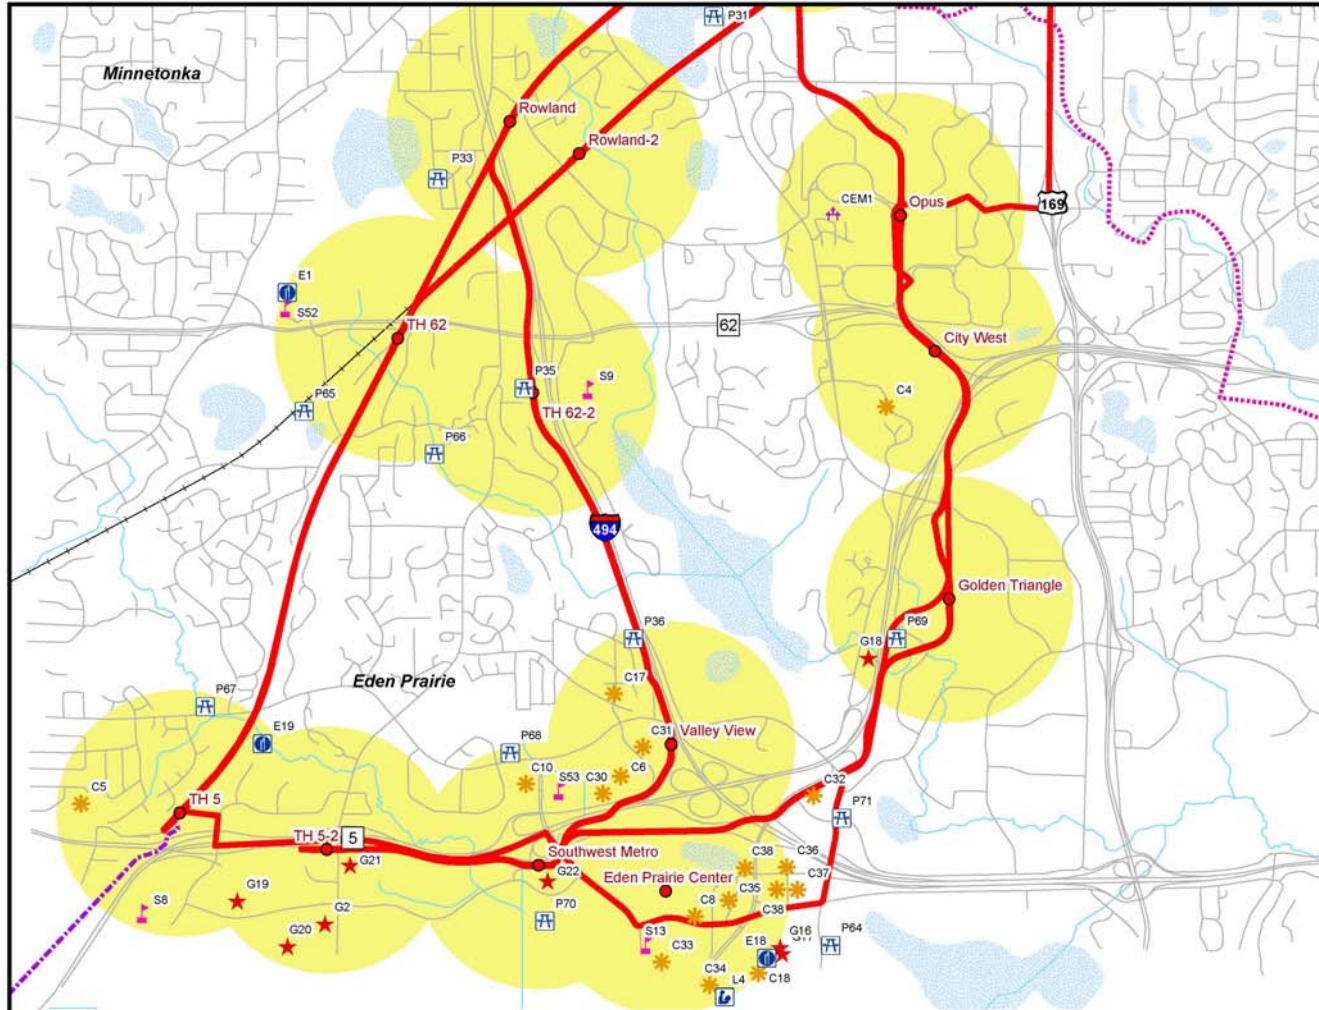 P31
Minnetonka
Rowland
Rowland-2
P33
CEM1
Opus
169
E1
S52
TH 62
62
City West
P35
S9
C4
P65
TH 62-2
P66
494
Golden Triangle
P36
P69
G18
C17
Eden Prairie
P67
E19
C31
Valley View
P68
C10
S53
C30
C6
C32
C5
TH 5
P71
TH 5-2
5
G21
Southwest Metro
G22
C38
C36
Eden Prairie Center
C35
C37
G19
C8
C38
S8
G2
P70
G20
S13
C33
E18
G16
P64
C34
L4
C18